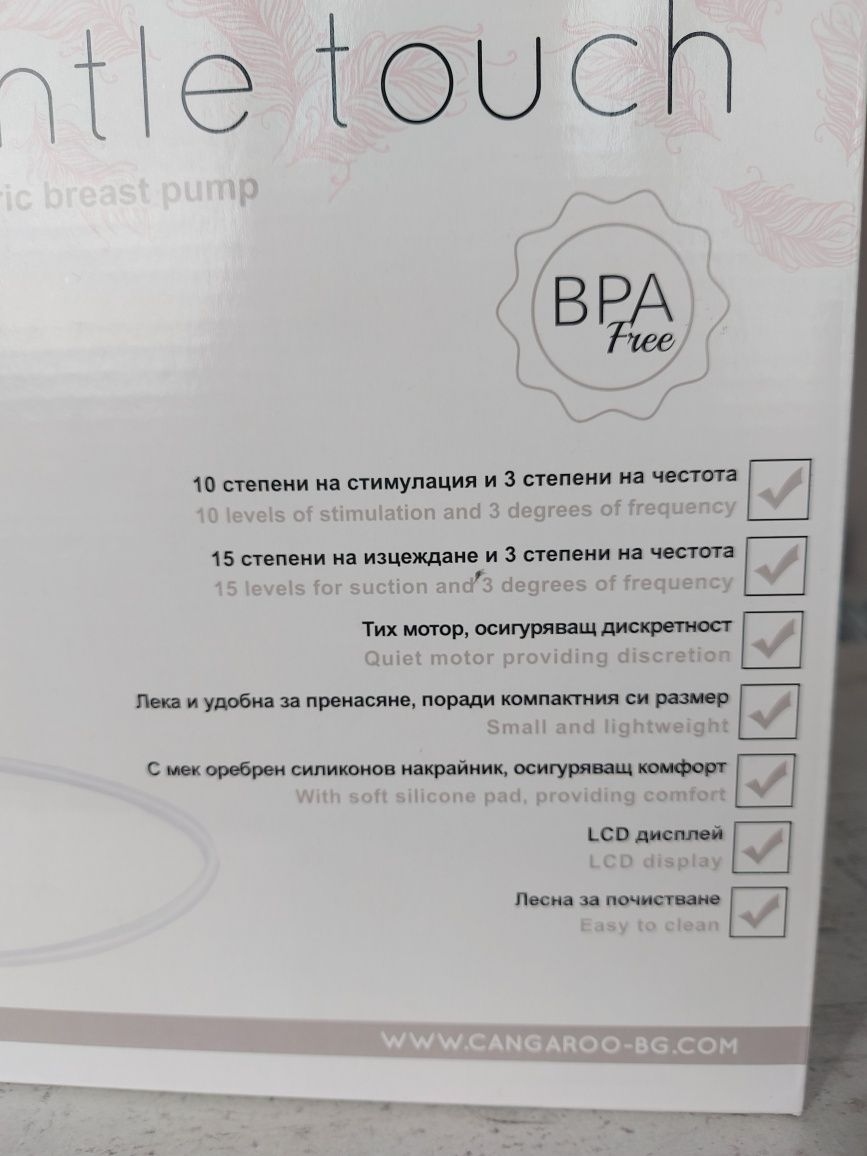 ntle touch
ric breast pump
BPA
Free
10 степени на стимулация и 3 степени на честота
10 levels of stimulation and 3 degrees of frequency
15 степени на изцеждане и 3 степени на честота
15 levels for suction and 3 degrees of frequency
Тих мотор, осигуряващ дискретност
Quiet motor providing discretion
Лека и удобна за пренасяне, поради компактния си размер
Small and lightweight
С мек оребрен силиконов накрайник, осигуряващ комфорт
With soft silicone pad, providing comfort
LCD дисплей
LCD display
Лесна за почистване
Easy to clean
WWW.CANGAROO-BG.COM